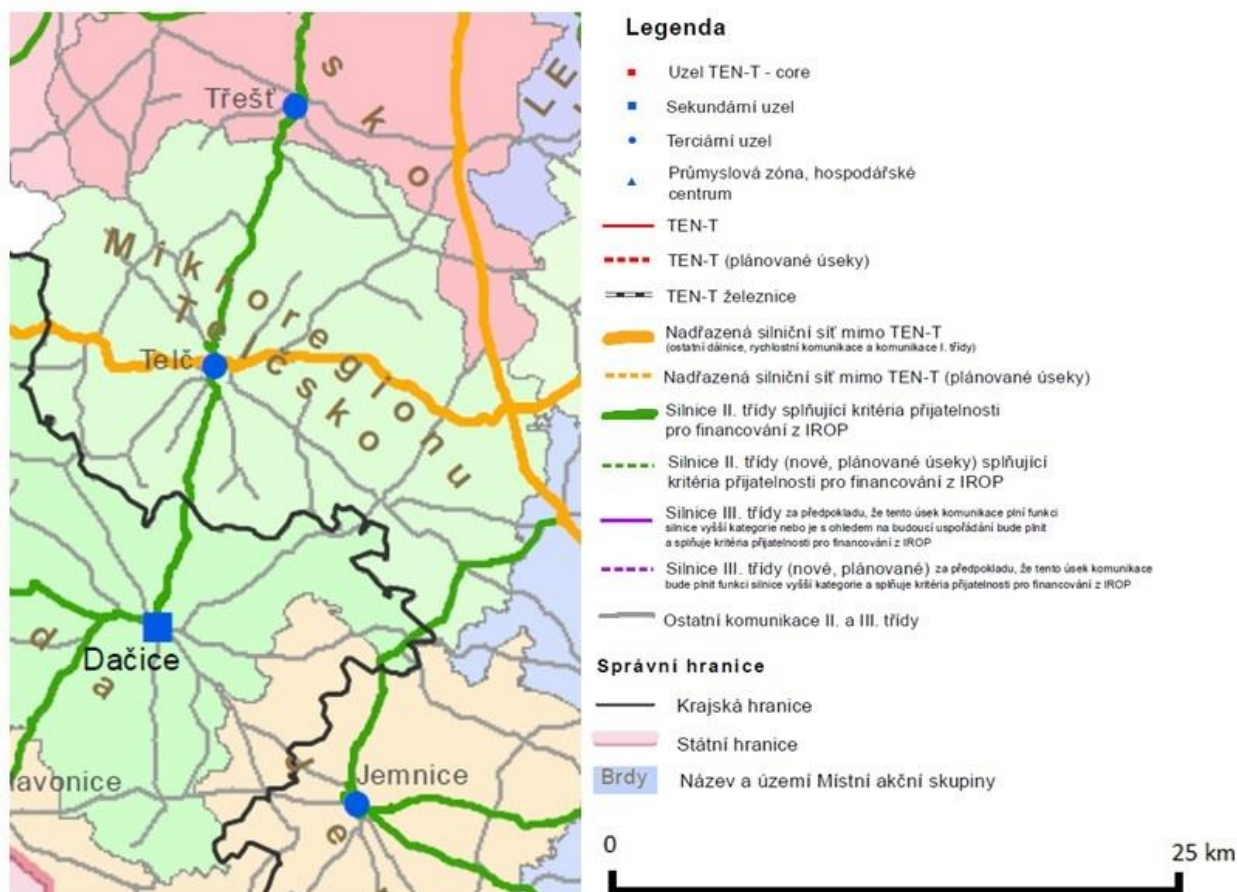 s
k
o
LE
Třešť
Mikroregionu
Telčsko
Telč
Dačice
d
a
lavonice
Jemnice
e
Legenda
Uzel TEN-T - core
Sekundární uzel
Terciární uzel
Průmyslová zóna, hospodářské
centrum
TEN-T
TEN-T (plánované úseky)
TEN-T železnice
Nadřazená silniční síť mimo TEN-T
(ostatní dálnice, rychlostní komunikace a komunikace I. třídy)
Nadřazená silniční síť mimo TEN-T (plánované úseky)
Silnice II. třídy splňující kritéria přijatelnosti
pro financování z IROP
Silnice II. třídy (nové, plánované úseky) splňující
kritéria přijatelnosti pro financování z IROP
Silnice III. třídy za předpokladu, že tento úsek komunikace plní funkci
silnice vyšší kategorie nebo je s ohledem na budoucí uspořádání bude plnit
a splňuje kritéria přijatelnosti pro financování z IROP
Silnice III. třídy (nové, plánované) za předpokladu, že tento úsek komunikace
bude plnit funkci silnice vyšší kategorie a splňuje kritéria přijatelnosti pro financování z IROP
Ostatní komunikace II. a III. třídy
Správní hranice
Krajská hranice
Státní hranice
Brdy Název a území Místní akční skupiny
0 25 km